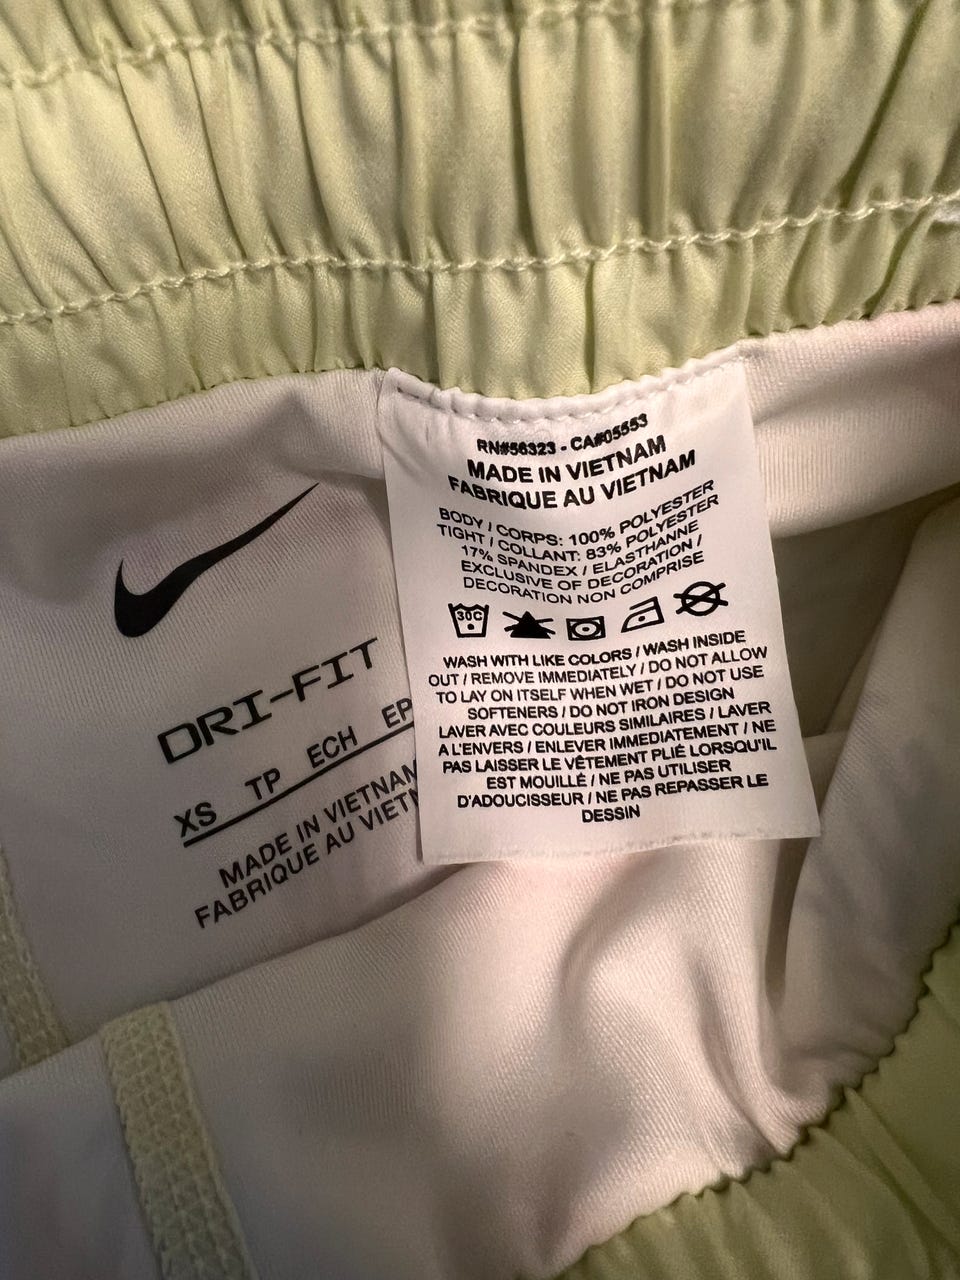 RN#56323 - CA#05553
MADE IN VIETNAM
FABRIQUE AU VIETNAM
BODY / CORPS: 100% POLYESTER
TIGHT / COLLANT: 83% POLYESTER
17% SPANDEX / ELASTHANNE
EXCLUSIVE OF DECORATION /
DECORATION NON COMPRISE
30C
WASH WITH LIKE COLORS / WASH INSIDE
OUT / REMOVE IMMEDIATELY / DO NOT ALLOW
TO LAY ON ITSELF WHEN WET / DO NOT USE
SOFTENERS / DO NOT IRON DESIGN
LAVER AVEC COULEURS SIMILAIRES / LAVER
A L'ENVERS / ENLEVER IMMEDIATEMENT / NE
PAS LAISSER LE VÊTEMENT PLIÉ LORSQU'IL
EST MOUILLÉ / NE PAS UTILISER
D'ADOUCISSEUR / NE PAS REPASSER LE
DESSIN
DRI-FIT
XS TP ECH EP
MADE IN VIETNAM
FABRIQUE AU VIET